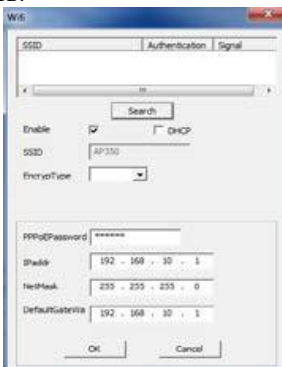 Wifi
SSID Authentication Signal
Search
Enable DHCP
SSID AP350
EncrypType
PPPoEPassword ******
IPaddr 192 . 168 . 10 . 1
NetMask 255 . 255 . 255 . 0
DefaultGateWa 192 . 168 . 10 . 1
OK Cancel